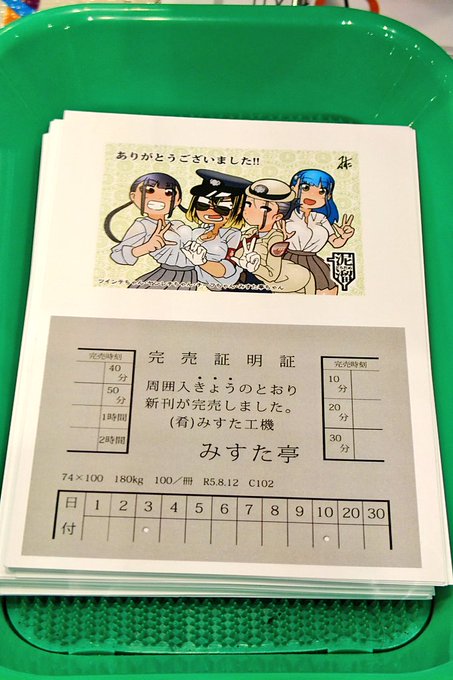 ありがとうございました!!
完売証明証
完売時刻
40分
50分
1時間
2時間
周囲入きょうのとおり
新刊が完売しました。
(肴)みすた工機
みすた亭
完売時刻
10分
20分
30分
74×100 180kg 100/冊 R5.8.12 C102
日付 1 2 3 4 5 6 7 8 9 10 20 30